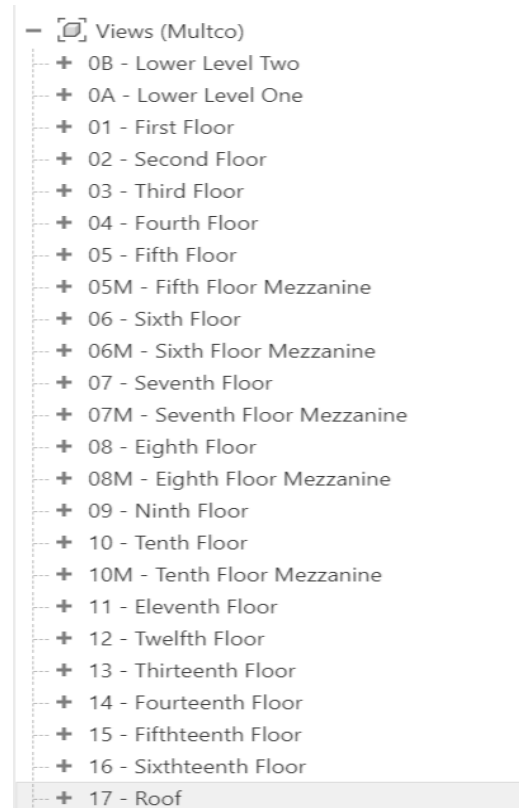 Views (Multco)
0B - Lower Level Two
0A - Lower Level One
01 - First Floor
02 - Second Floor
03 - Third Floor
04 - Fourth Floor
05 - Fifth Floor
05M - Fifth Floor Mezzanine
06 - Sixth Floor
06M - Sixth Floor Mezzanine
07 - Seventh Floor
07M - Seventh Floor Mezzanine
08 - Eighth Floor
08M - Eighth Floor Mezzanine
09 - Ninth Floor
10 - Tenth Floor
10M - Tenth Floor Mezzanine
11 - Eleventh Floor
12 - Twelfth Floor
13 - Thirteenth Floor
14 - Fourteenth Floor
15 - Fifthteenth Floor
16 - Sixthteenth Floor
17 - Roof